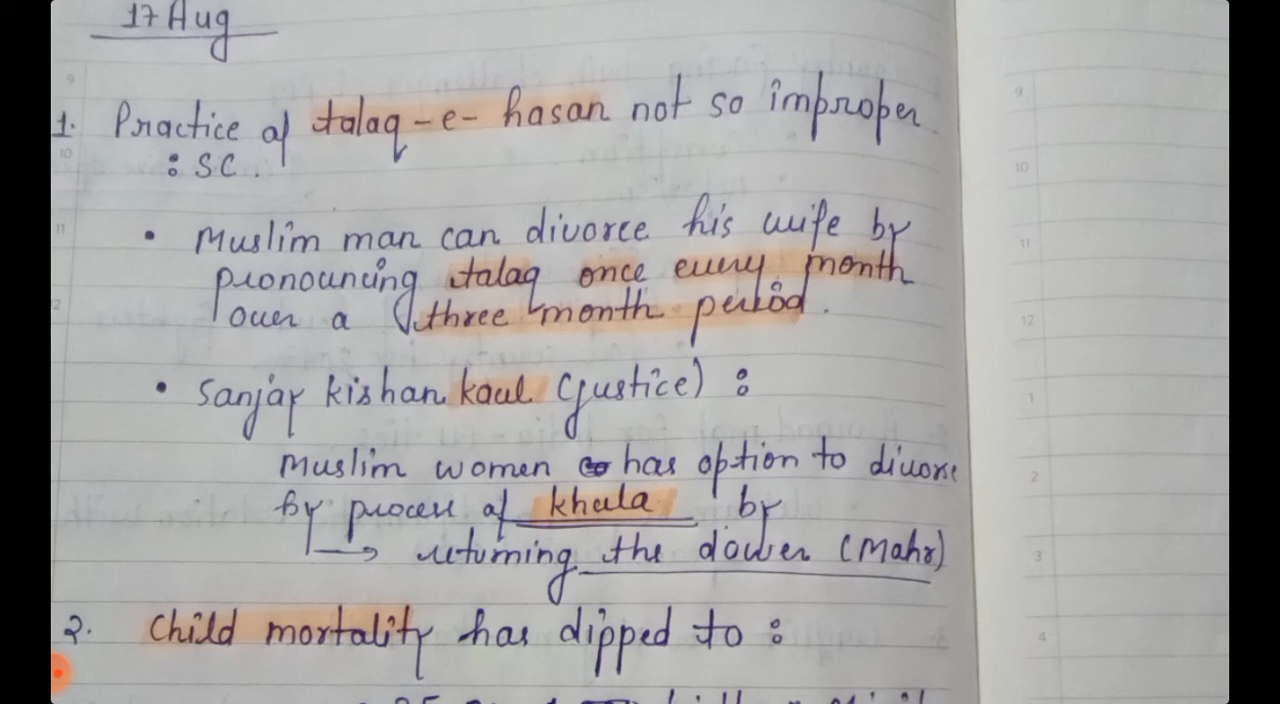 17 Aug
1. Practice of talaq-e-hasan not so improper
: SC.
• Muslim man can divorce his wife by
pronouncing talaq once every month
over a three month period.
• Sanjay kishan kaul (justice) :
Muslim women has option to divorse
by process of khula by
→ returning the dower (Mahr)
2. Child mortality has dipped to :